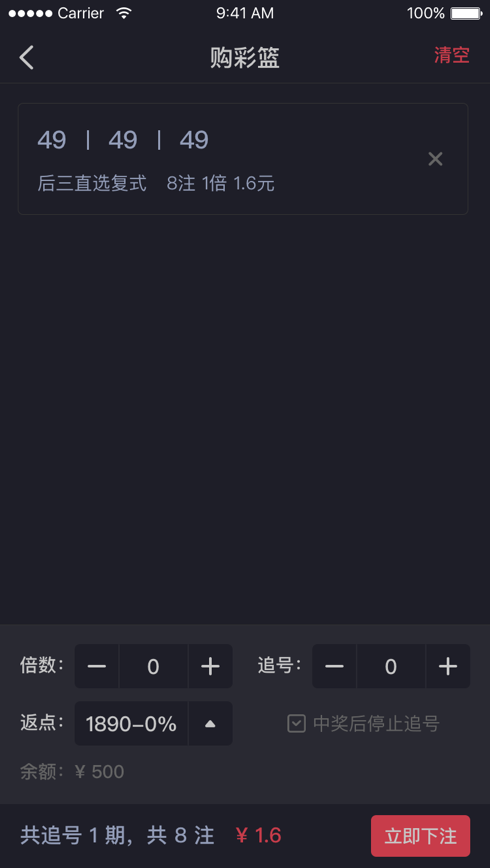 Carrier 9:41 AM 100%
购彩篮 清空
49 | 49 | 49
后三直选复式 8注 1倍 1.6元
倍数: 0 追号: 0
返点: 1890-0% 中奖后停止追号
余额: ¥ 500
共追号 1 期, 共 8 注 ¥ 1.6 立即下注